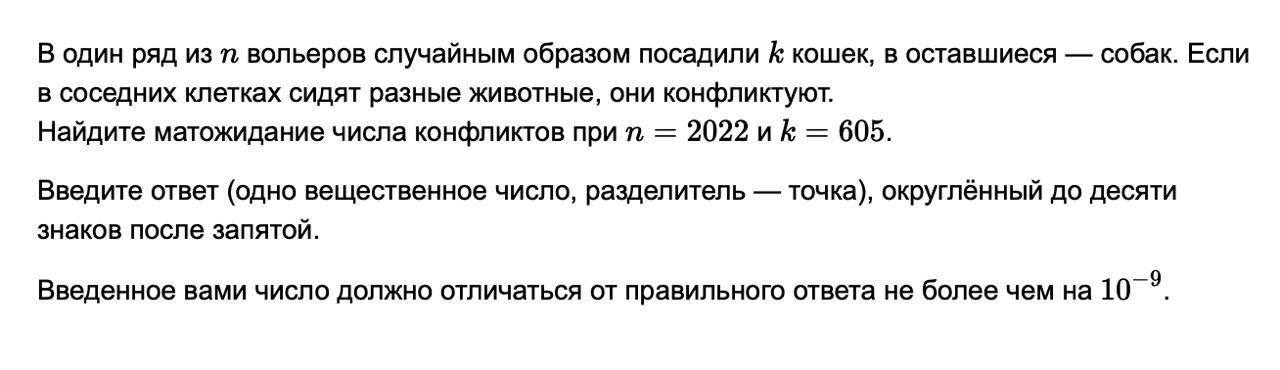 В один ряд из n вольеров случайным образом посадили k кошек, в оставшиеся — собак. Если
в соседних клетках сидят разные животные, они конфликтуют.
Найдите матожидание числа конфликтов при n = 2022 и k = 605.
Введите ответ (одно вещественное число, разделитель — точка), округлённый до десяти
знаков после запятой.
Введенное вами число должно отличаться от правильного ответа не более чем на 10⁻⁹.